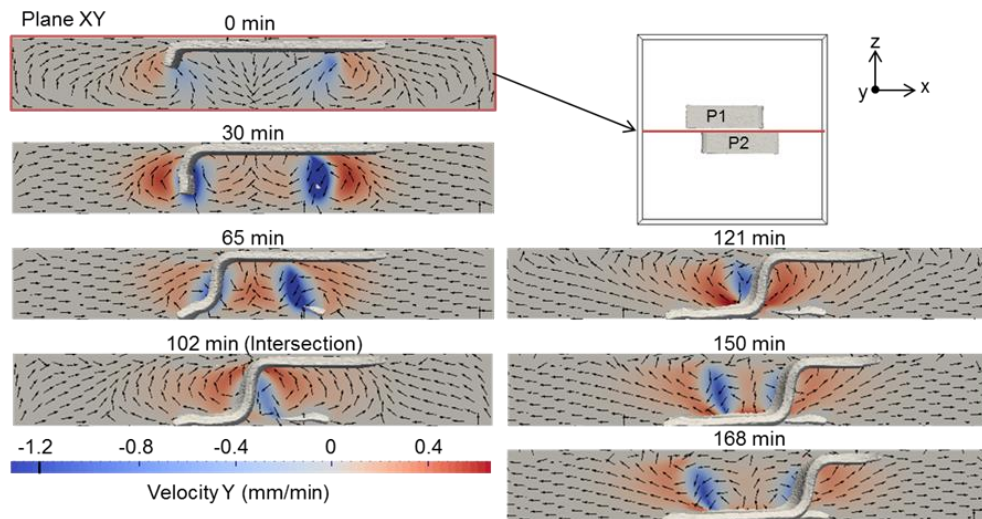 Plane XY
0 min
z
x
y
P1
P2
30 min
65 min
121 min
102 min (Intersection)
150 min
-1.2 -0.8 -0.4 0 0.4
168 min
Velocity Y (mm/min)